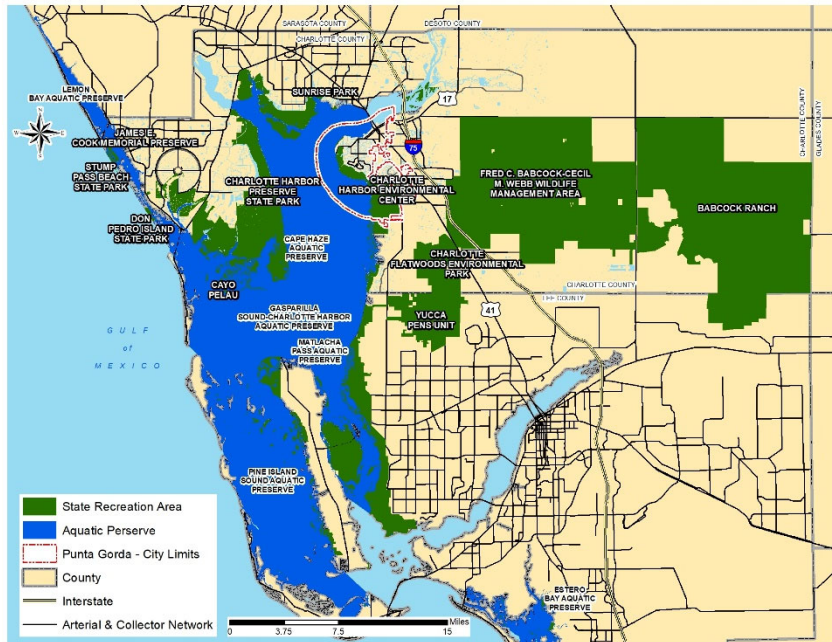 SARASOTA COUNTY
DESOTO COUNTY
CHARLOTTE COUNTY
LEMON
BAY AQUATIC
PRESERVE
SUNRISE PARK
17
N
W
E
S
JAMES E.
COOK MEMORIAL PRESERVE
75
CHARLOTTE COUNTY
GLADES COUNTY
STUMP
PASS BEACH
STATE PARK
CHARLOTTE HARBOR
PRESERVE
STATE PARK
CHARLOTTE
HARBOR ENVIRONMENTAL
CENTER
FRED C. BABCOCK-CECIL
M. WEBB WILDLIFE
MANAGEMENT AREA
BABCOCK RANCH
DON
PEDRO ISLAND
STATE PARK
CAPE HAZE
AQUATIC
PRESERVE
CHARLOTTE
FLATWOODS ENVIRONMENTAL
PARK
CAYO
PELAU
CHARLOTTE COUNTY
LEE COUNTY
GASPARILLA
SOUND-CHARLOTTE HARBOR
AQUATIC PRESERVE
41
YUCCA
PENS UNIT
GULF
of
MEXICO
MATLACHA
PASS AQUATIC
PRESERVE
PINE ISLAND
SOUND AQUATIC
PRESERVE
State Recreation Area
Aquatic Perserve
Punta Gorda - City Limits
County
Interstate
Arterial & Collector Network
ESTERO
BAY AQUATIC
PRESERVE
Miles
0 3.75 7.5 15